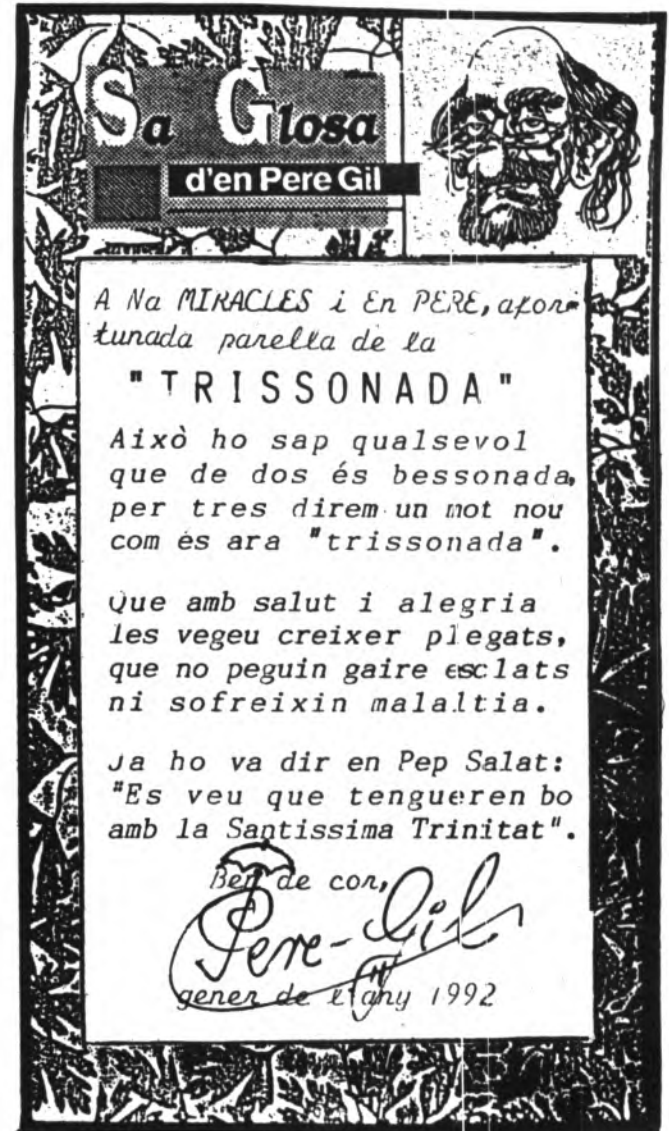 Sa Glosa
d'en Pere Gil
A Na MIRACLES i En PERE, afor-
tunada parella de la
"TRISSONADA"
Això ho sap qualsevol
que de dos és bessonada,
per tres direm un mot nou
com és ara "trissonada".
Que amb salut i alegria
les vegeu creixer plegats,
que no peguin gaire esclats
ni sofreixin malaltia.
Ja ho va dir en Pep Salat:
"Es veu que tengueren bo
amb la Santissima Trinitat".
Ben de cor,
Pere-Gil
gener de l'any 1992